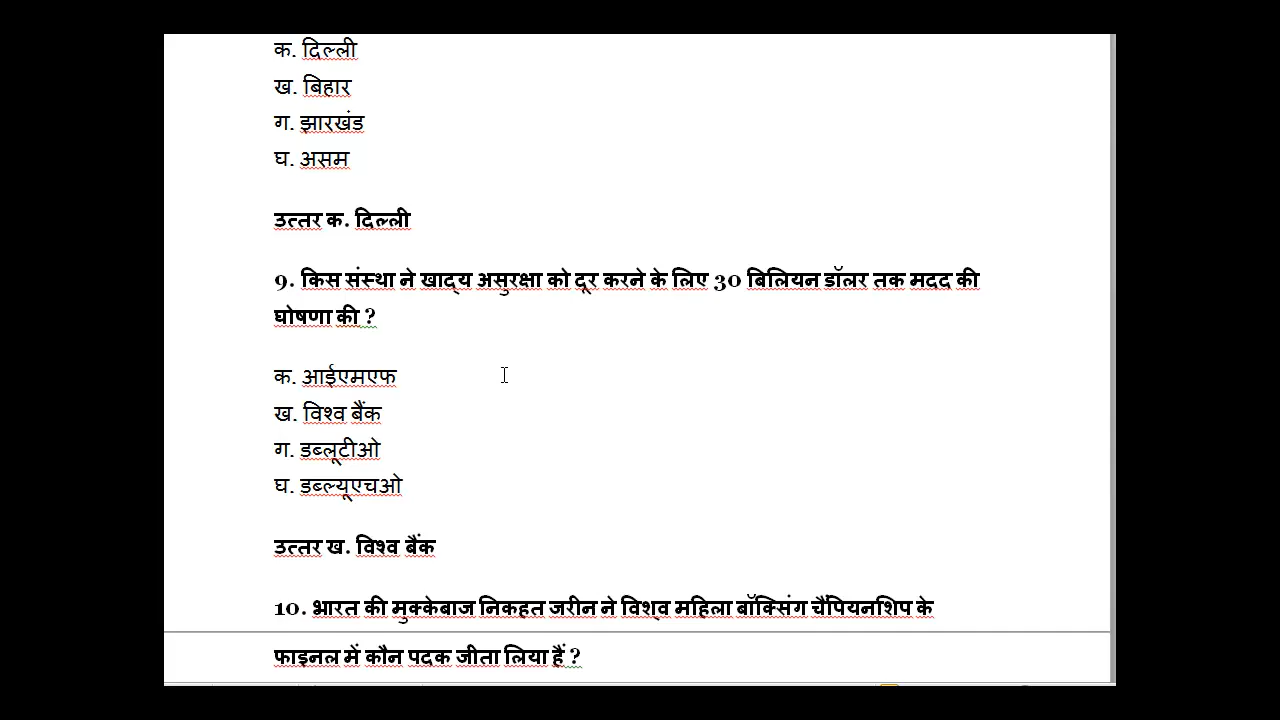 क. दिल्ली
ख. बिहार
ग. झारखंड
घ. असम
उत्तर क. दिल्ली
9. किस संस्था ने खाद्य असुरक्षा को दूर करने के लिए 30 बिलियन डॉलर तक मदद की
घोषणा की ?
क. आईएमएफ
ख. विश्व बैंक
ग. डब्लूटीओ
घ. डब्ल्यूएचओ
उत्तर ख. विश्व बैंक
10. भारत की मुक्केबाज निकहत जरीन ने विश्व महिला बॉक्सिंग चैंपियनशिप के
फाइनल में कौन पदक जीता लिया हैं ?